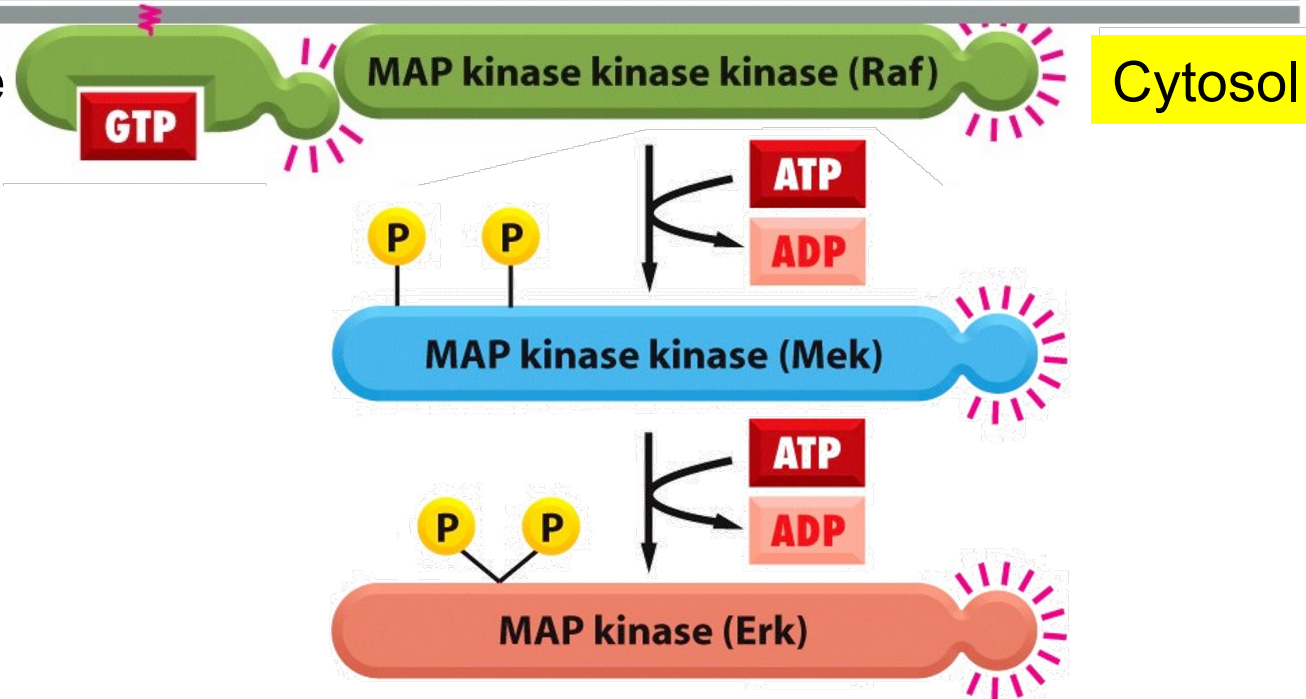 MAP kinase kinase kinase (Raf)
Cytosol
GTP
ATP
ADP
P
P
MAP kinase kinase (Mek)
ATP
ADP
P
P
MAP kinase (Erk)